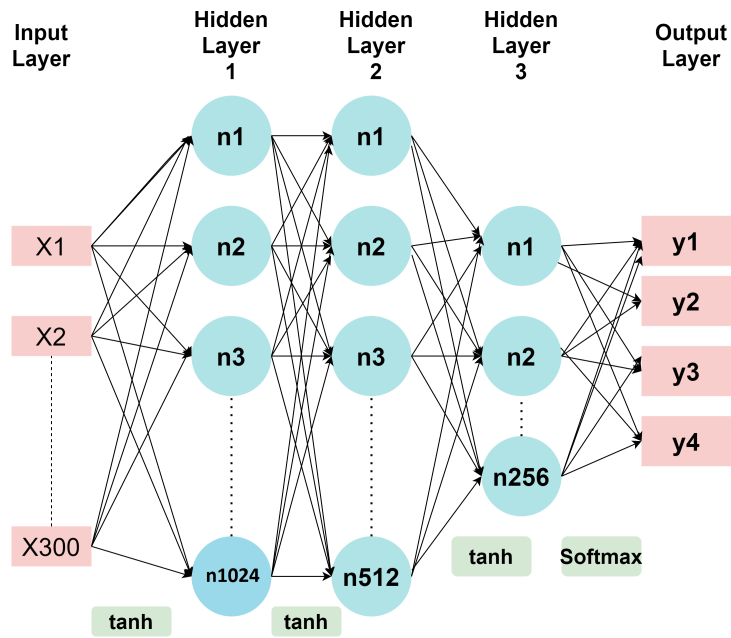 Input
Layer
Hidden
Layer
1
Hidden
Layer
2
Hidden
Layer
3
Output
Layer
X1
X2
X300
n1
n2
n3
n1024
n1
n2
n3
n512
n1
n2
n256
y1
y2
y3
y4
tanh
tanh
tanh
Softmax